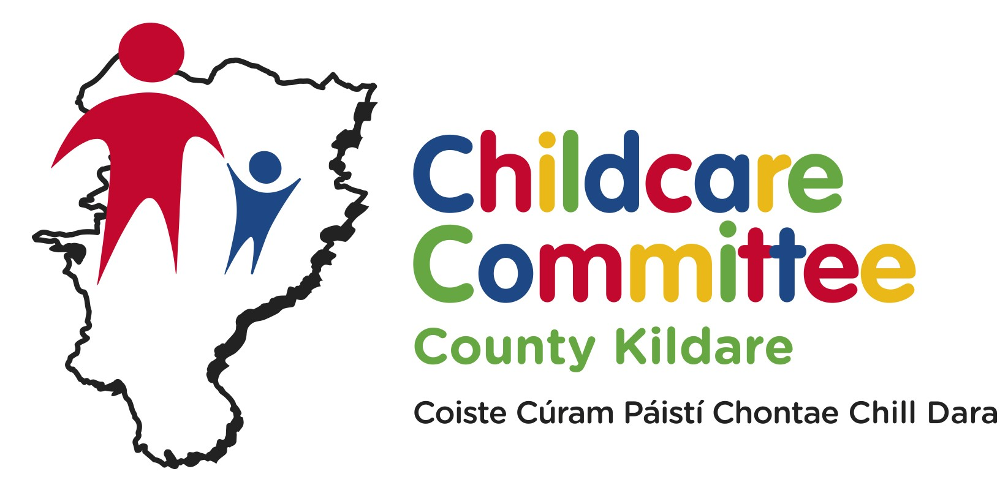 Childcare
Committee
County Kildare
Coiste Cúram Páistí Chontae Chill Dara